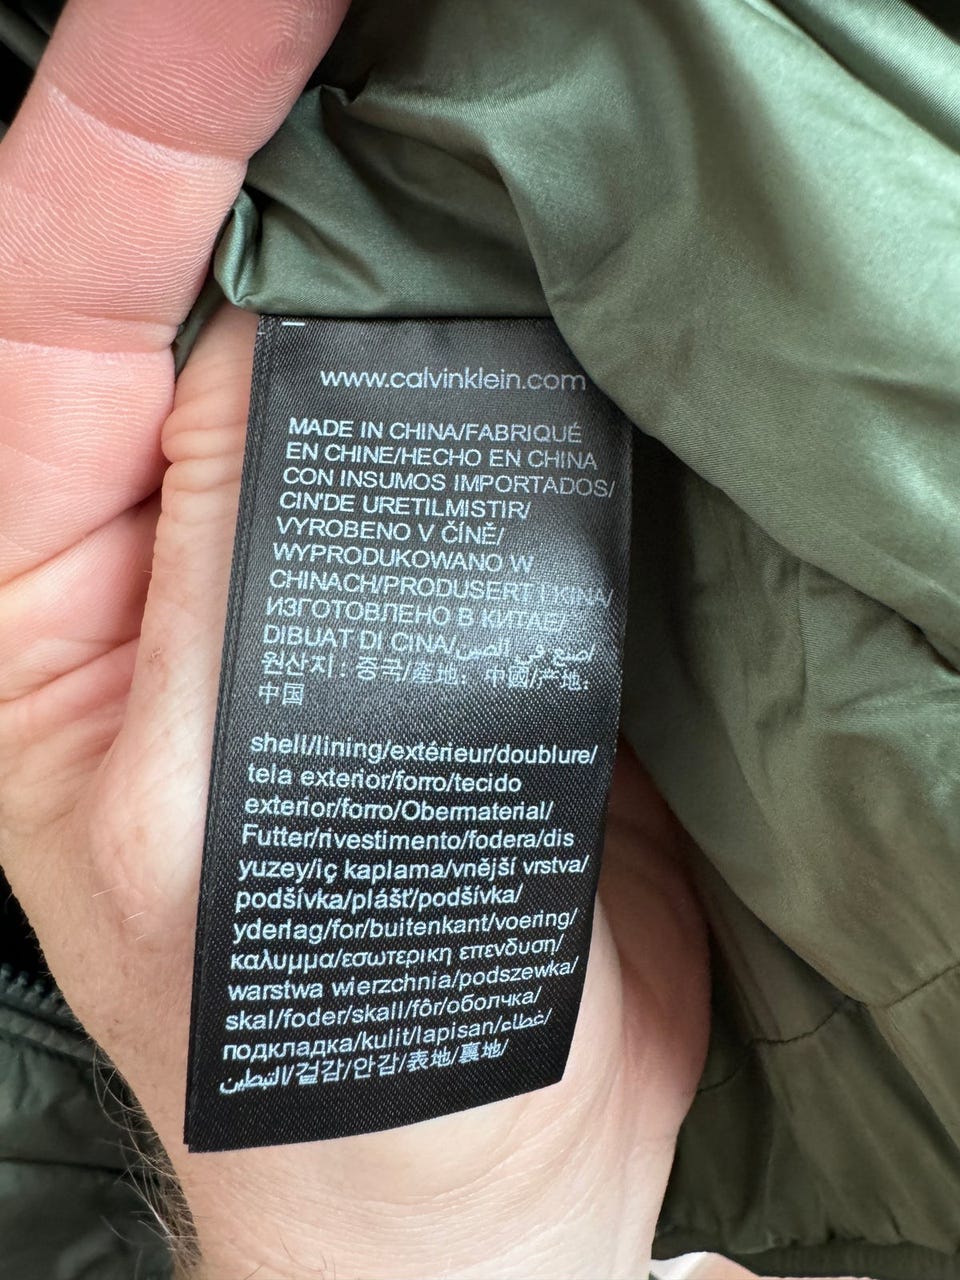 www.calvinklein.com
MADE IN CHINA/FABRIQUÉ
EN CHINE/HECHO EN CHINA
CON INSUMOS IMPORTADOS/
CIN'DE URETILMISTIR/
VYROBENO V ČÍNĚ/
WYPRODUKOWANO W
CHINACH/PRODUSERT I KINA/
ИЗГОТОВЛЕНО В КИТАЕ/
DIBUAT DI CINA/صنع في الصين
원산지: 중국/產地: 中國/产地:
中国
shell/lining/extérieur/doublure/
tela exterior/forro/tecido
exterior/forro/Obermaterial/
Futter/rivestimento/fodera/dis
yuzey/iç kaplama/vnější vrstva/
podšívka/plášť/podšívka/
yderlag/for/buitenkant/voering/
καλυμμα/εσωτερικη επενδυση/
warstwa wierzchnia/podszewka/
skal/foder/skall/fôr/оболчка/
подкладка/kulit/lapisan/غطاء/
التبطين/겉감/안감/表地/裏地/